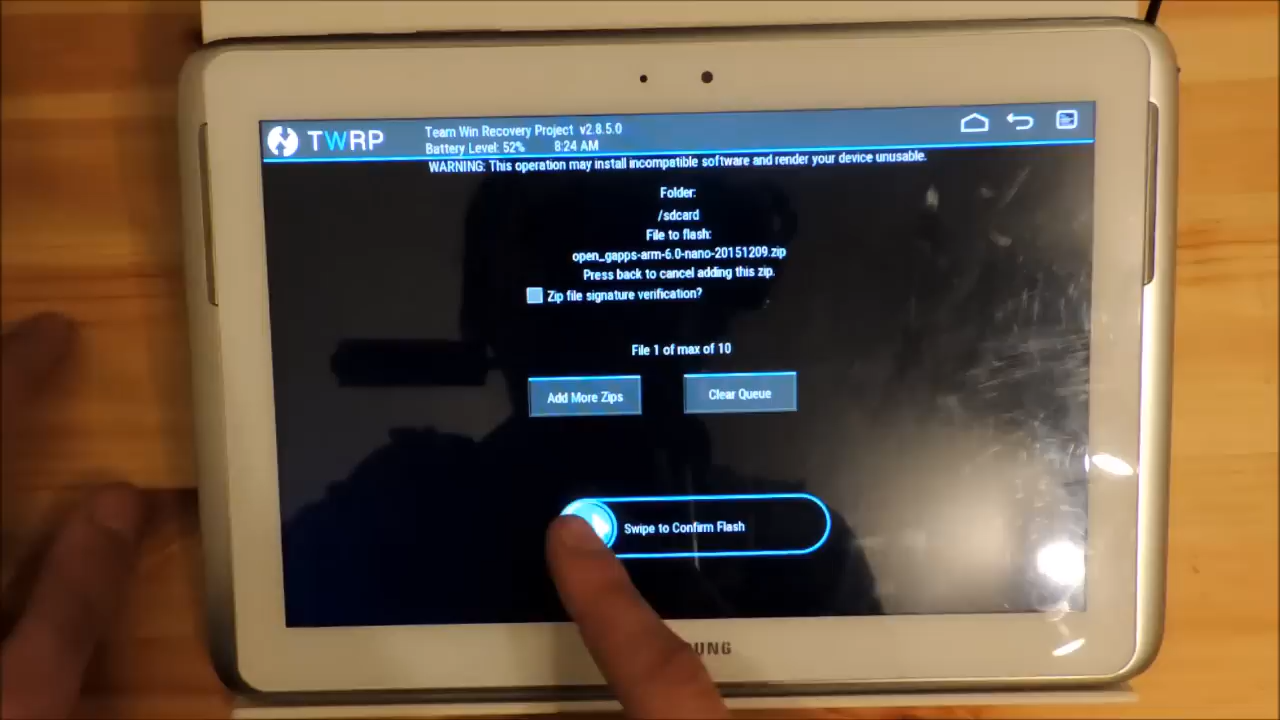 TWRP
Team Win Recovery Project v2.8.5.0
Battery Level: 52% 8:24 AM
WARNING: This operation may install incompatible software and render your device unusable.
Folder:
/sdcard
File to flash:
open_gapps-arm-6.0-nano-20151209.zip
Press back to cancel adding this zip.
Zip file signature verification?
File 1 of max of 10
Add More Zips
Clear Queue
Swipe to Confirm Flash
UNG